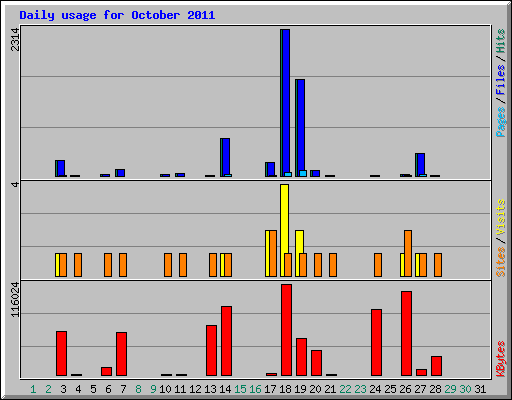 Daily usage for October 2011
2314
Pages / Files / Hits
4
Sites / Visits
116024
KBytes
1 2 3 4 5 6 7 8 9 10 11 12 13 14 15 16 17 18 19 20 21 22 23 24 25 26 27 28 29 30 31